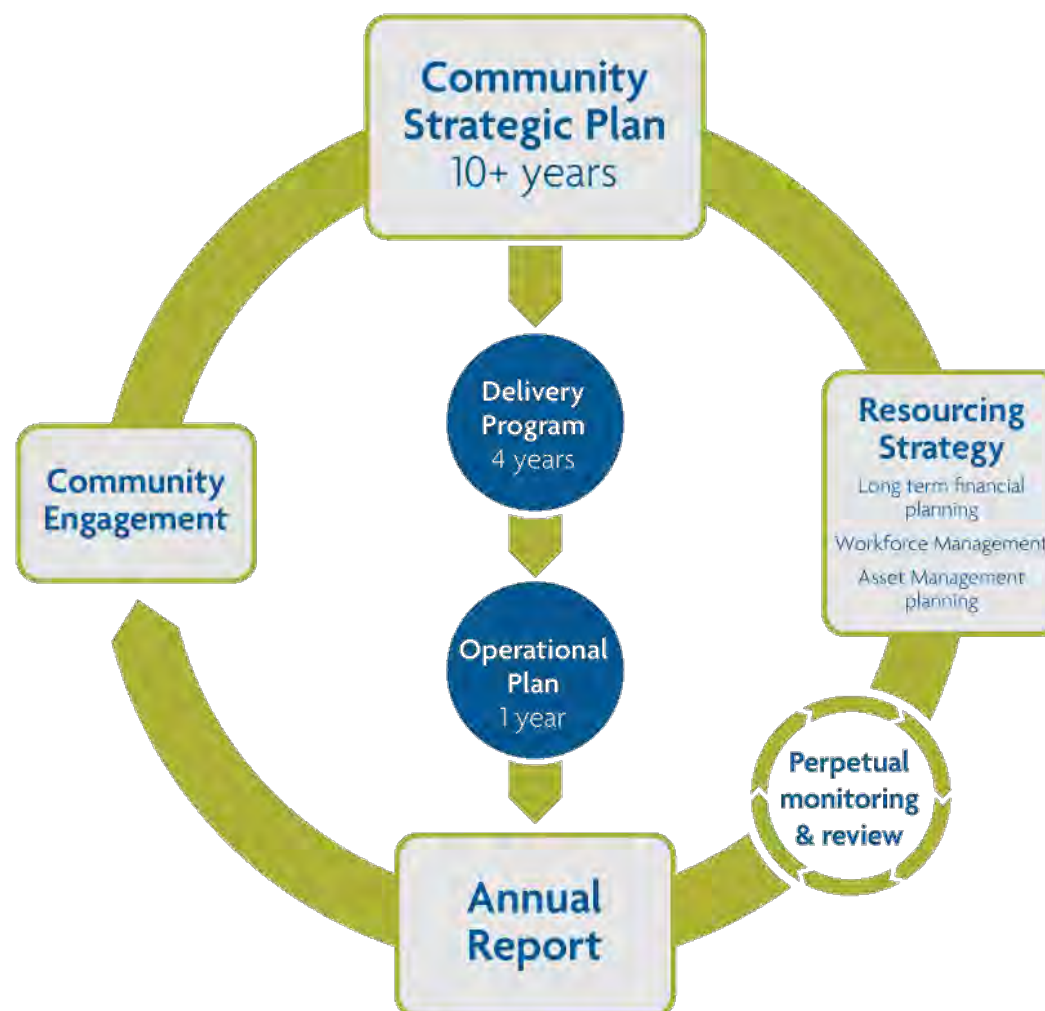 Community
Strategic Plan
10+ years
Delivery
Program
4 years
Resourcing
Strategy
Long term financial
planning
Workforce Management
Asset Management
planning
Community
Engagement
Operational
Plan
1 year
Perpetual
monitoring
& review
Annual
Report